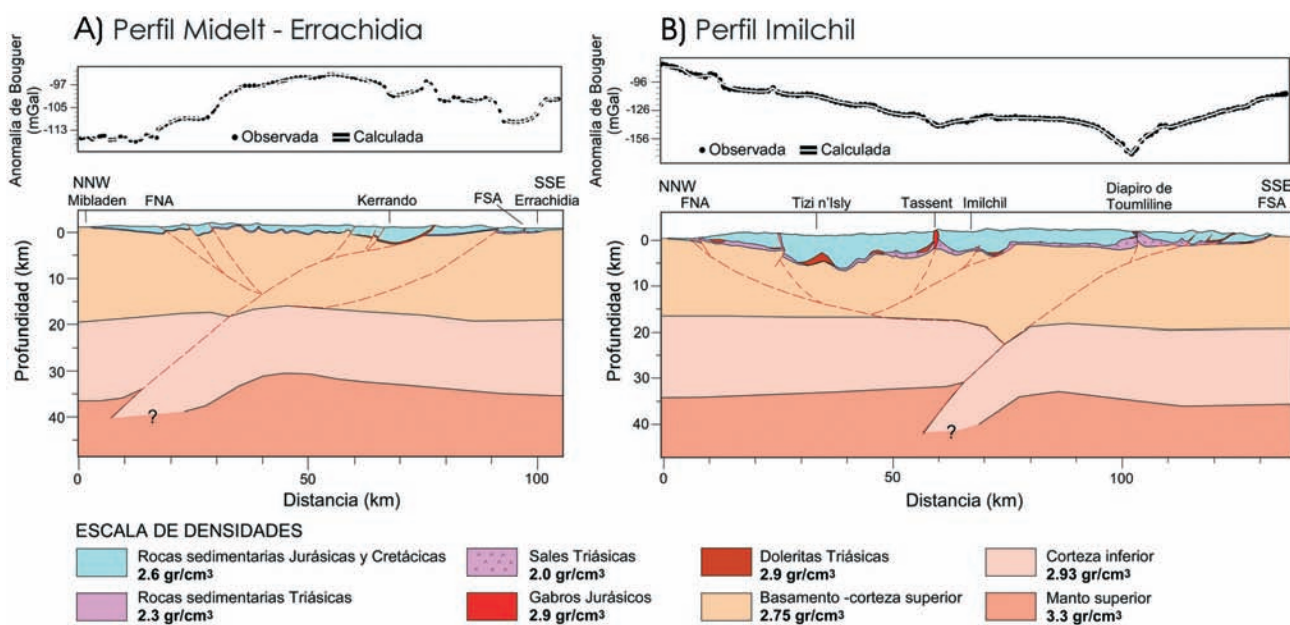 A) Perfil Midelt - Errachidia
Anomalía de Bouguer
(mGal)
-97
-105
-113
Observada
Calculada
NNW
Mibladen
FNA
Kerrando
FSA
SSE
Errachidia
Profundidad (km)
0
10
20
30
40
?
0
50
100
Distancia (km)
B) Perfil Imilchil
Anomalía de Bouguer
(mGal)
-96
-126
-156
Observada
Calculada
NNW
FNA
Tizi n'Isly
Tassent
Imilchil
Diapiro de
Toumliline
SSE
FSA
Profundidad (km)
0
10
20
30
40
?
0
50
100
Distancia (km)
ESCALA DE DENSIDADES
Rocas sedimentarias Jurásicas y Cretácicas
2.6 gr/cm³
Rocas sedimentarias Triásicas
2.3 gr/cm³
Sales Triásicas
2.0 gr/cm³
Gabros Jurásicos
2.9 gr/cm³
Doleritas Triásicas
2.9 gr/cm³
Basamento -corteza superior
2.75 gr/cm³
Corteza inferior
2.93 gr/cm³
Manto superior
3.3 gr/cm³